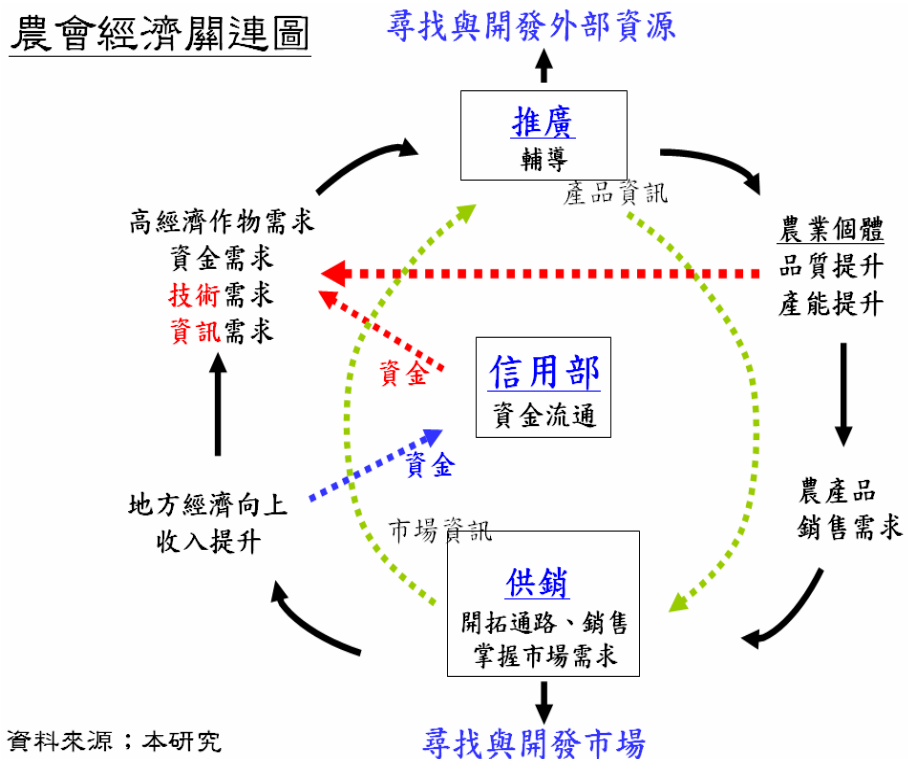 農會經濟關連圖
尋找與開發外部資源
推廣
輔導
產品資訊
高經濟作物需求
資金需求
技術需求
資訊需求
農業個體
品質提升
產能提升
資金
信用部
資金流通
資金
地方經濟向上
收入提升
農產品
銷售需求
市場資訊
供銷
開拓通路、銷售
掌握市場需求
資料來源；本研究
尋找與開發市場